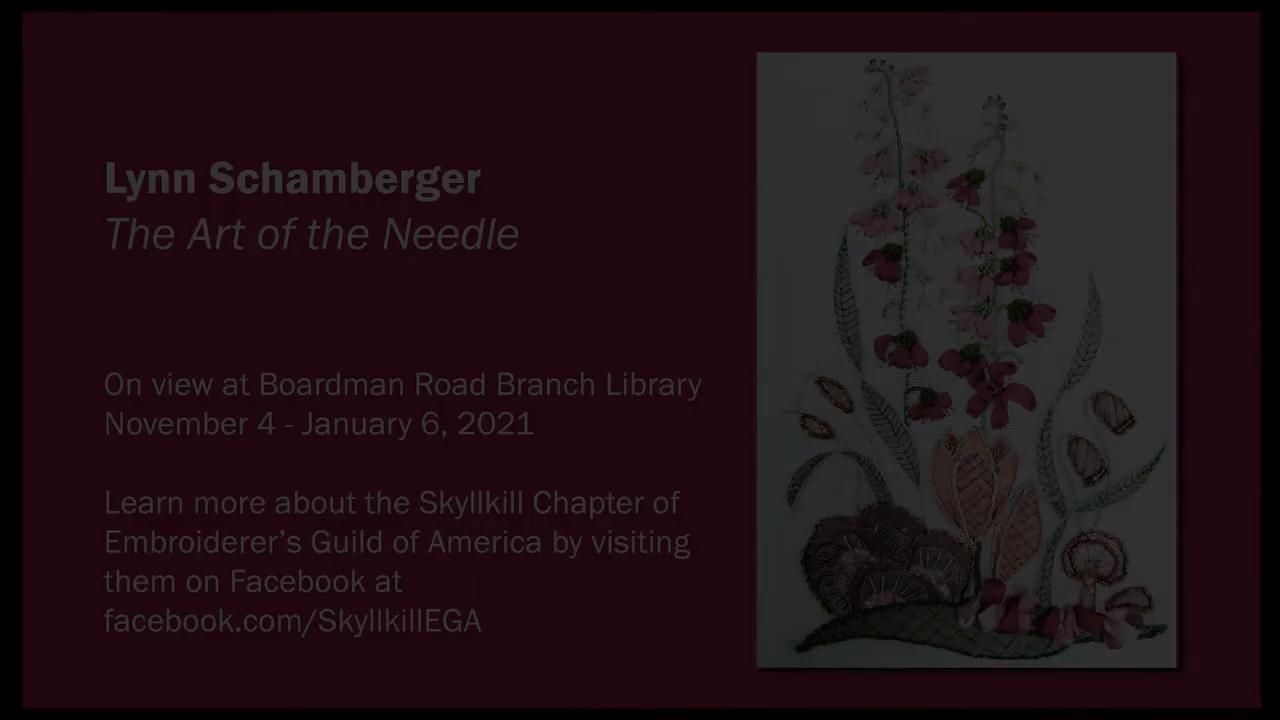 Lynn Schamberger
The Art of the Needle
On view at Boardman Road Branch Library
November 4 - January 6, 2021
Learn more about the Skyllkill Chapter of
Embroiderer’s Guild of America by visiting
them on Facebook at
facebook.com/SkyllkillEGA